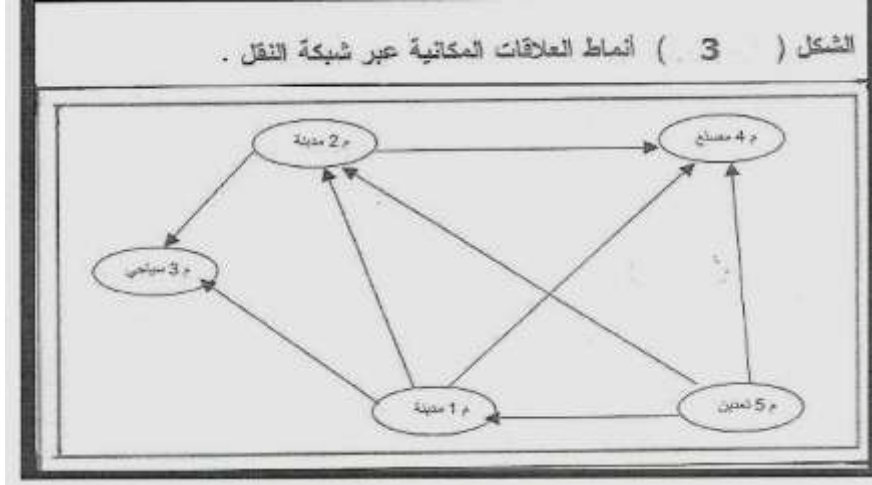 الشكل ( 3 ) أنماط العلاقات المكانية عبر شبكة النقل .
م 2 مدينة
م 4 مصنع
م 3 سياحي
م 1 مدينة
م 5 تعدين